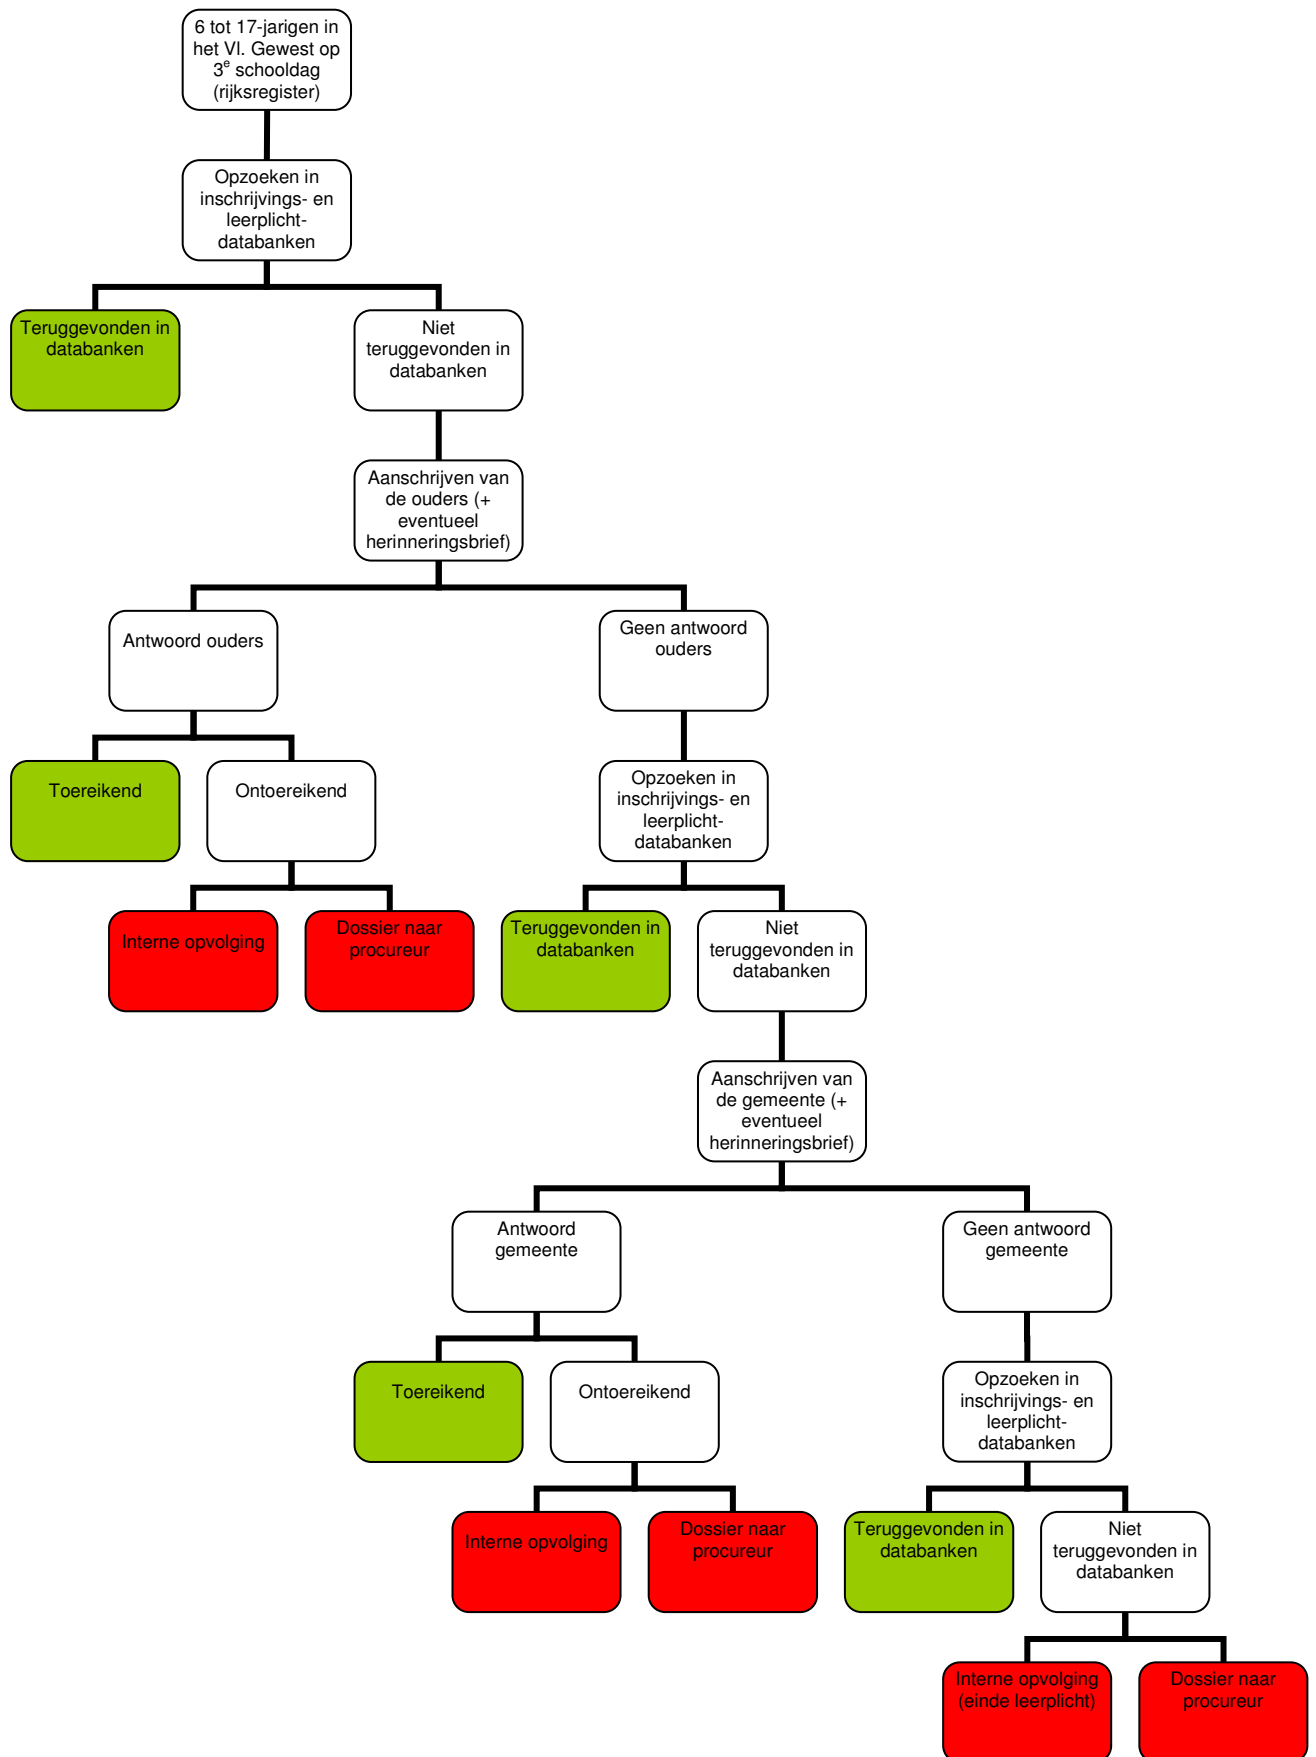 6 tot 17-jarigen in
het Vl. Gewest op
3e schooldag
(rijksregister)
Opzoeken in
inschrijvings- en
leerplicht-
databanken
Teruggevonden in
databanken
Niet
teruggevonden in
databanken
Aanschrijven van
de ouders (+
eventueel
herinneringsbrief)
Antwoord ouders
Geen antwoord
ouders
Toereikend
Ontoereikend
Opzoeken in
inschrijvings- en
leerplicht-
databanken
Interne opvolging
Dossier naar
procureur
Teruggevonden in
databanken
Niet
teruggevonden in
databanken
Aanschrijven van
de gemeente (+
eventueel
herinneringsbrief)
Antwoord
gemeente
Geen antwoord
gemeente
Toereikend
Ontoereikend
Opzoeken in
inschrijvings- en
leerplicht-
databanken
Interne opvolging
Dossier naar
procureur
Teruggevonden in
databanken
Niet
teruggevonden in
databanken
Interne opvolging
(einde leerplicht)
Dossier naar
procureur